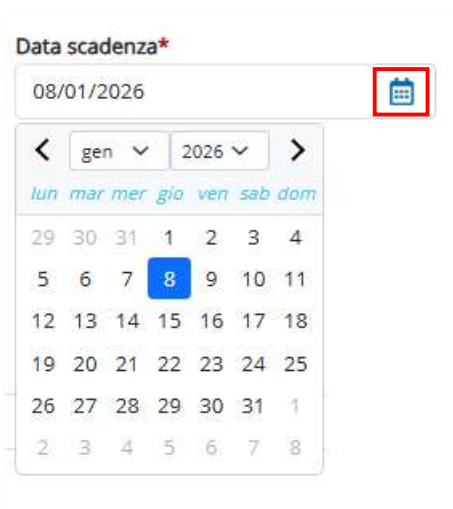 Data scadenza*
08/01/2026
gen 2026
lun mar mer gio ven sab dom
29 30 31 1 2 3 4
5 6 7 8 9 10 11
12 13 14 15 16 17 18
19 20 21 22 23 24 25
26 27 28 29 30 31 1
2 3 4 5 6 7 8